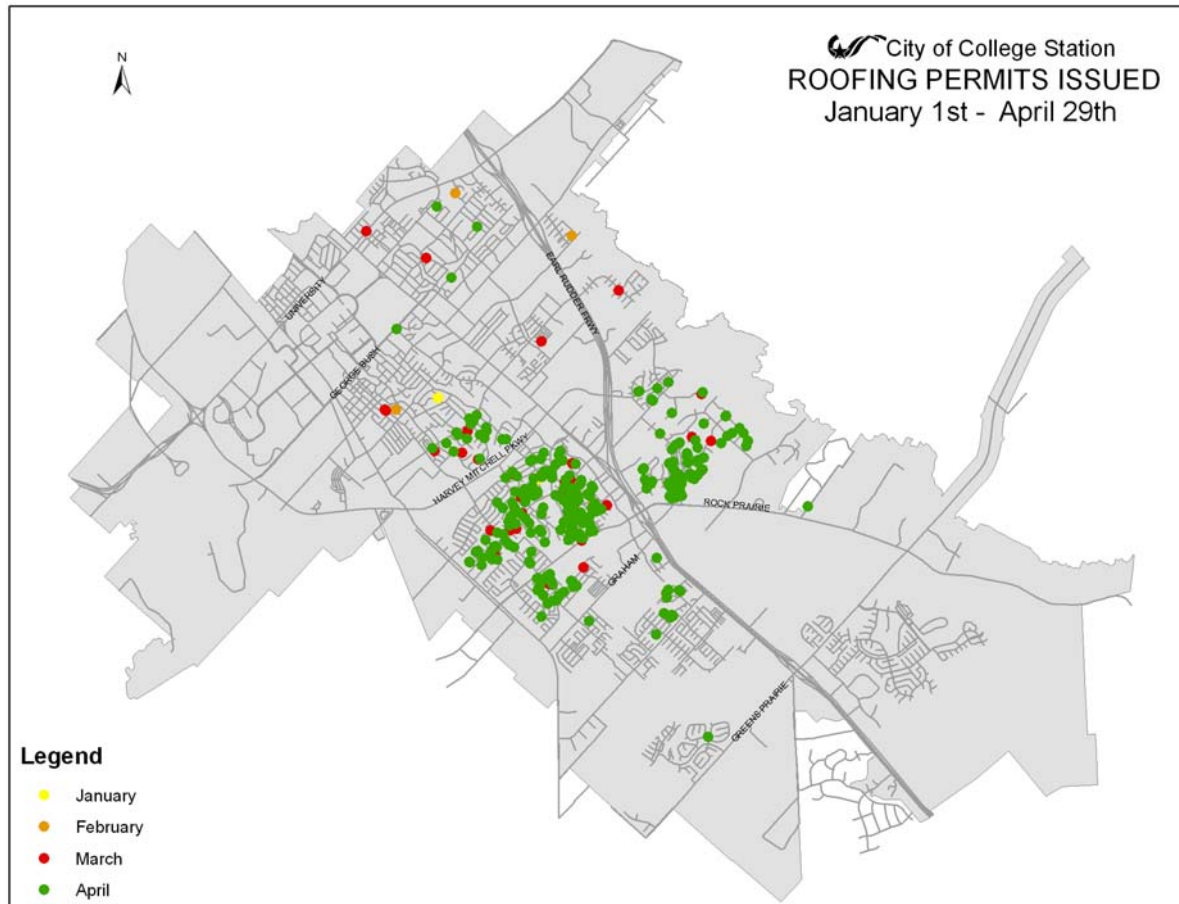 N
City of College Station
ROOFING PERMITS ISSUED
January 1st - April 29th
UNIVERSITY
EARL RUDDER FRWY
GEORGE BUSH
HARVEY MITCHELL PKWY
ROCK PRAIRIE
GRAHAM
GREENS PRAIRIE
Legend
January
February
March
April